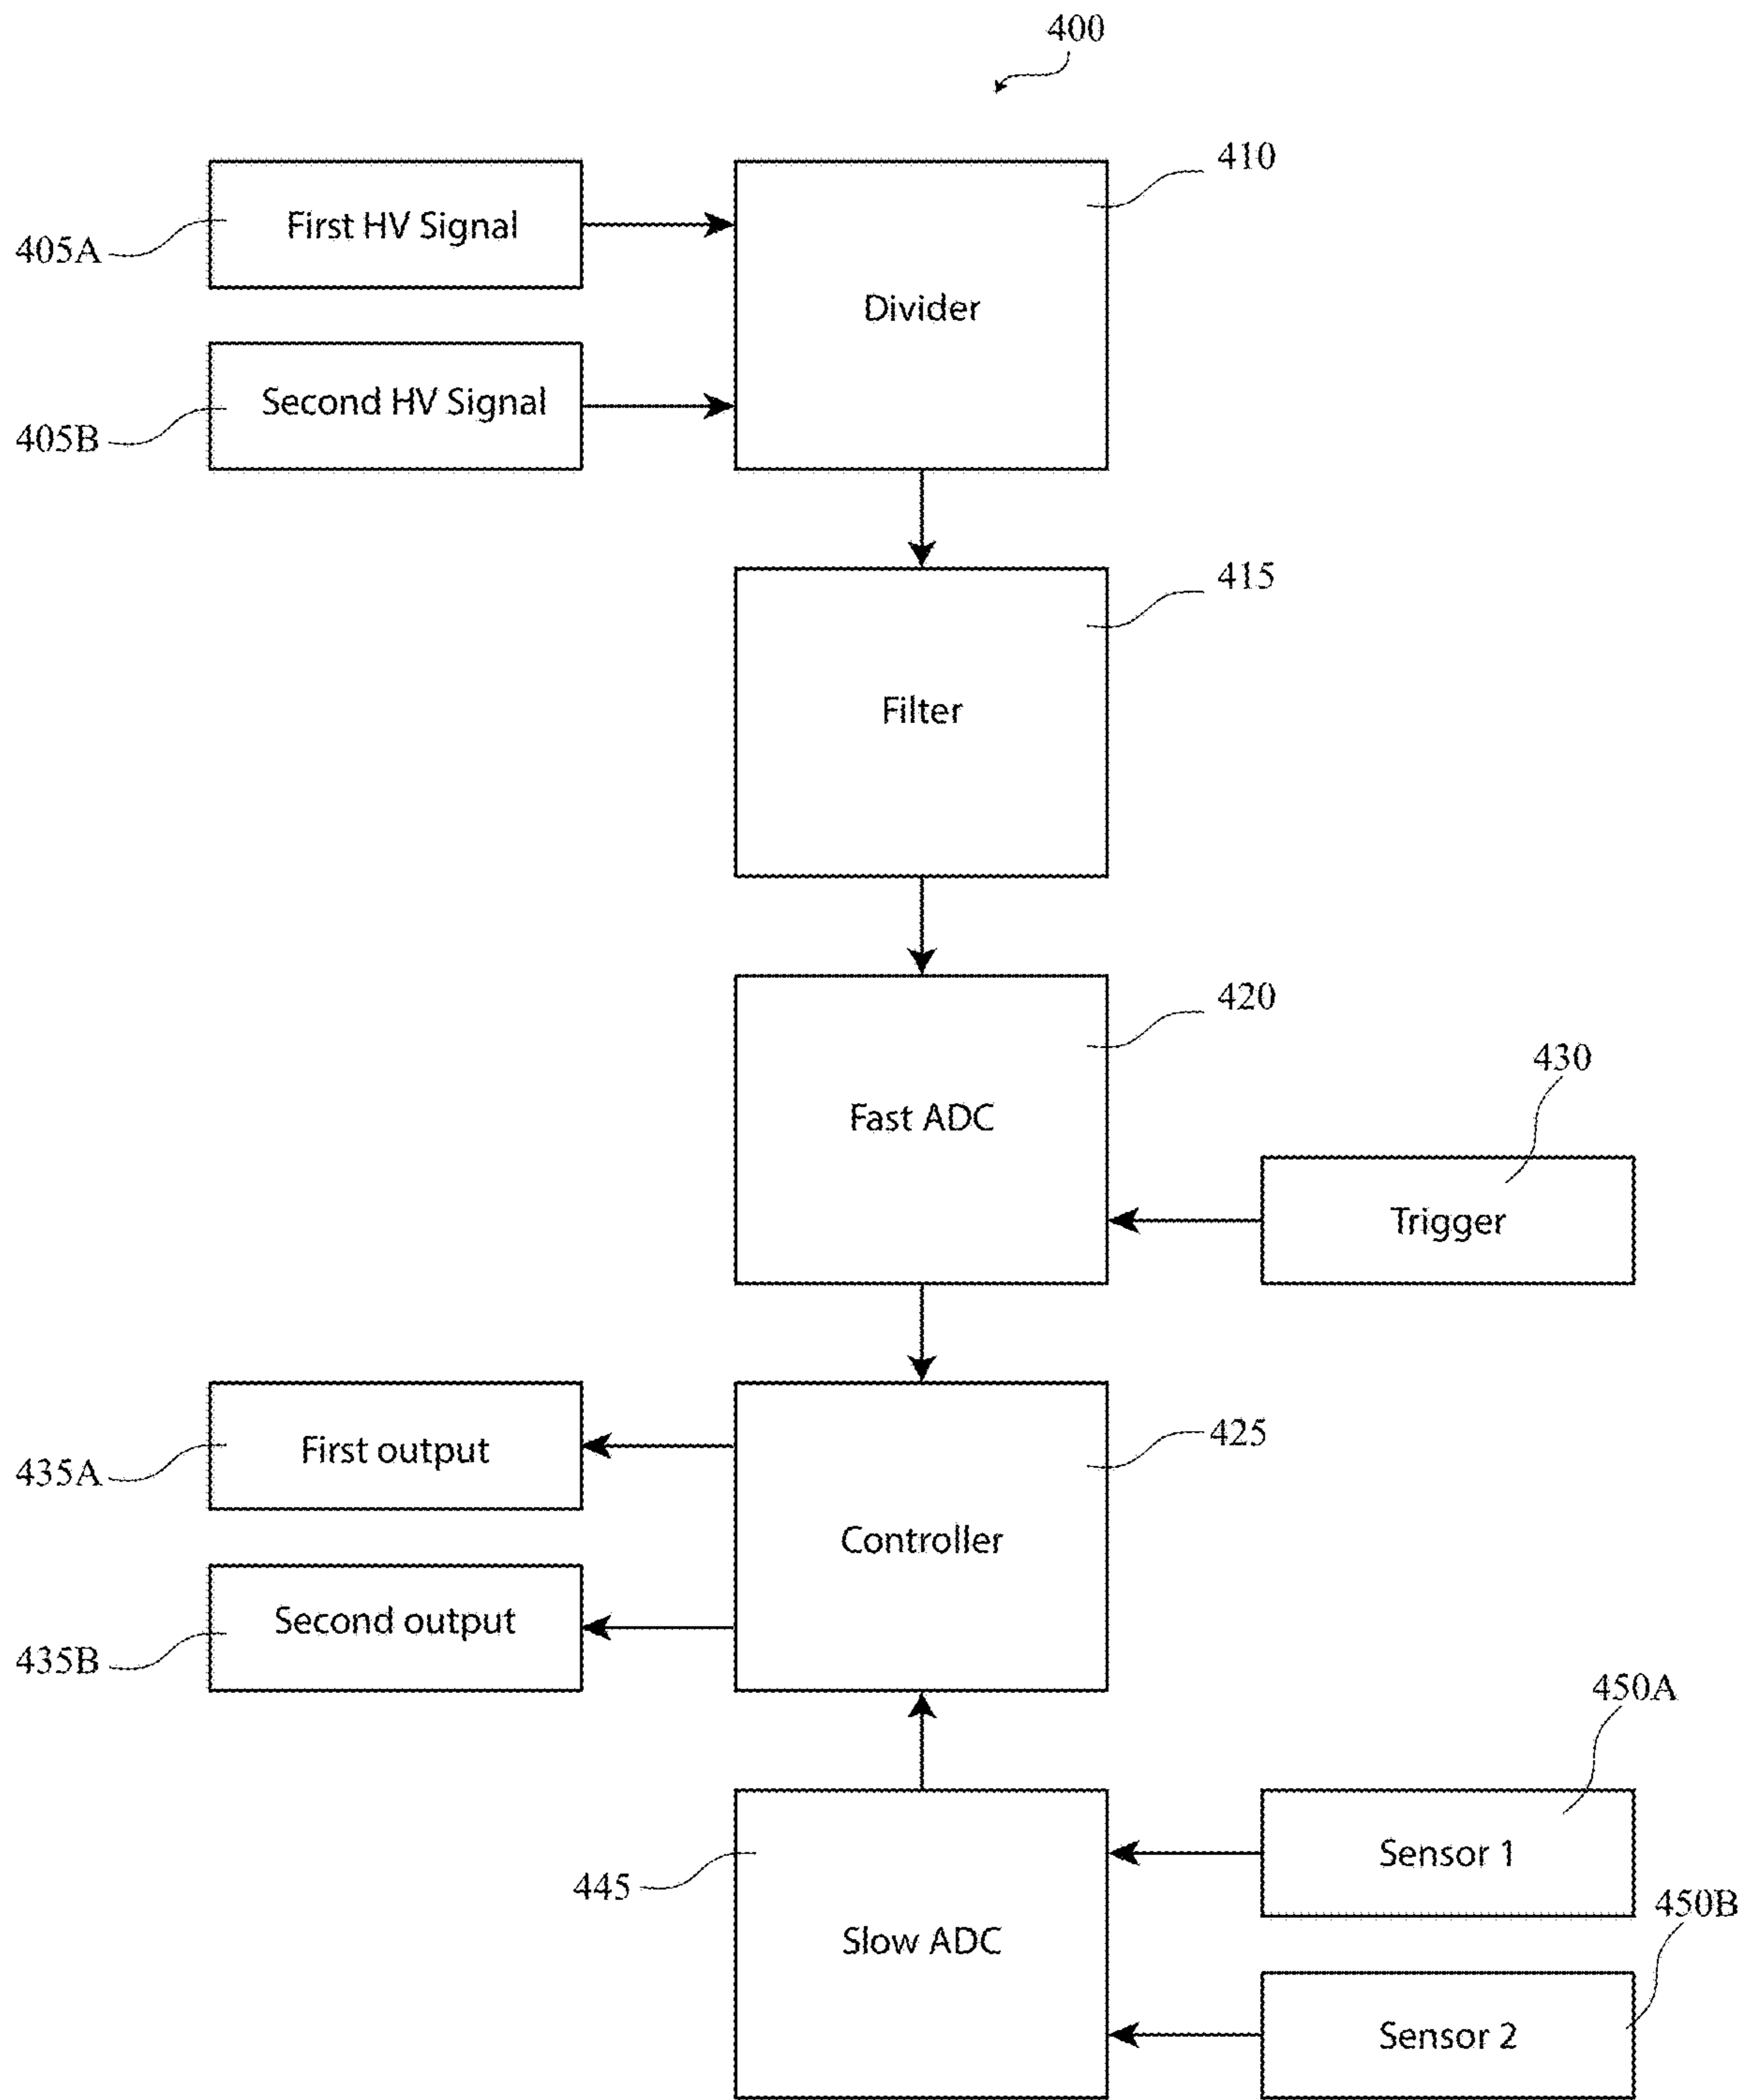 400
410
First HV Signal
405A
Divider
Second HV Signal
405B
415
Filter
420
Fast ADC
430
Trigger
First output
435A
425
Controller
Second output
435B
450A
Sensor 1
445
450B
Slow ADC
Sensor 2